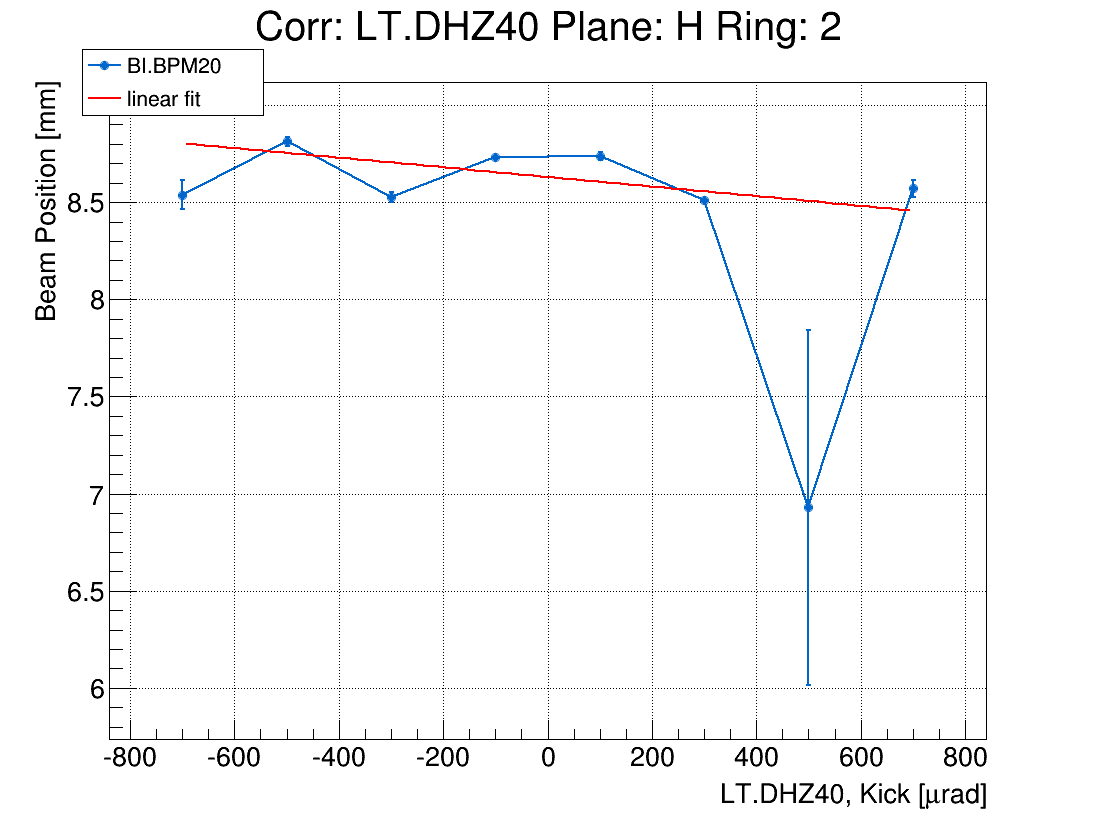 Corr: LT.DHZ40 Plane: H Ring: 2
BI.BPM20
linear fit
Beam Position [mm]
8.5
8
7.5
7
6.5
6
-800 -600 -400 -200 0 200 400 600 800
LT.DHZ40, Kick [μrad]